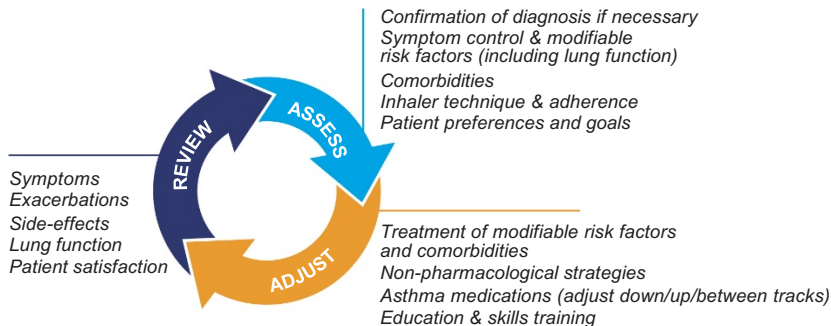 Confirmation of diagnosis if necessary
Symptom control & modifiable
risk factors (including lung function)
Comorbidities
Inhaler technique & adherence
Patient preferences and goals
ASSESS
REVIEW
Symptoms
Exacerbations
Side-effects
Lung function
Patient satisfaction
ADJUST
Treatment of modifiable risk factors
and comorbidities
Non-pharmacological strategies
Asthma medications (adjust down/up/between tracks)
Education & skills training